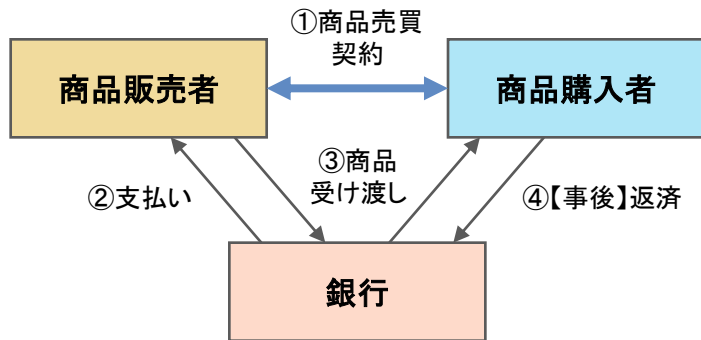 ①商品売買
契約
商品販売者
商品購入者
③商品
受け渡し
②支払い
④【事後】返済
銀行